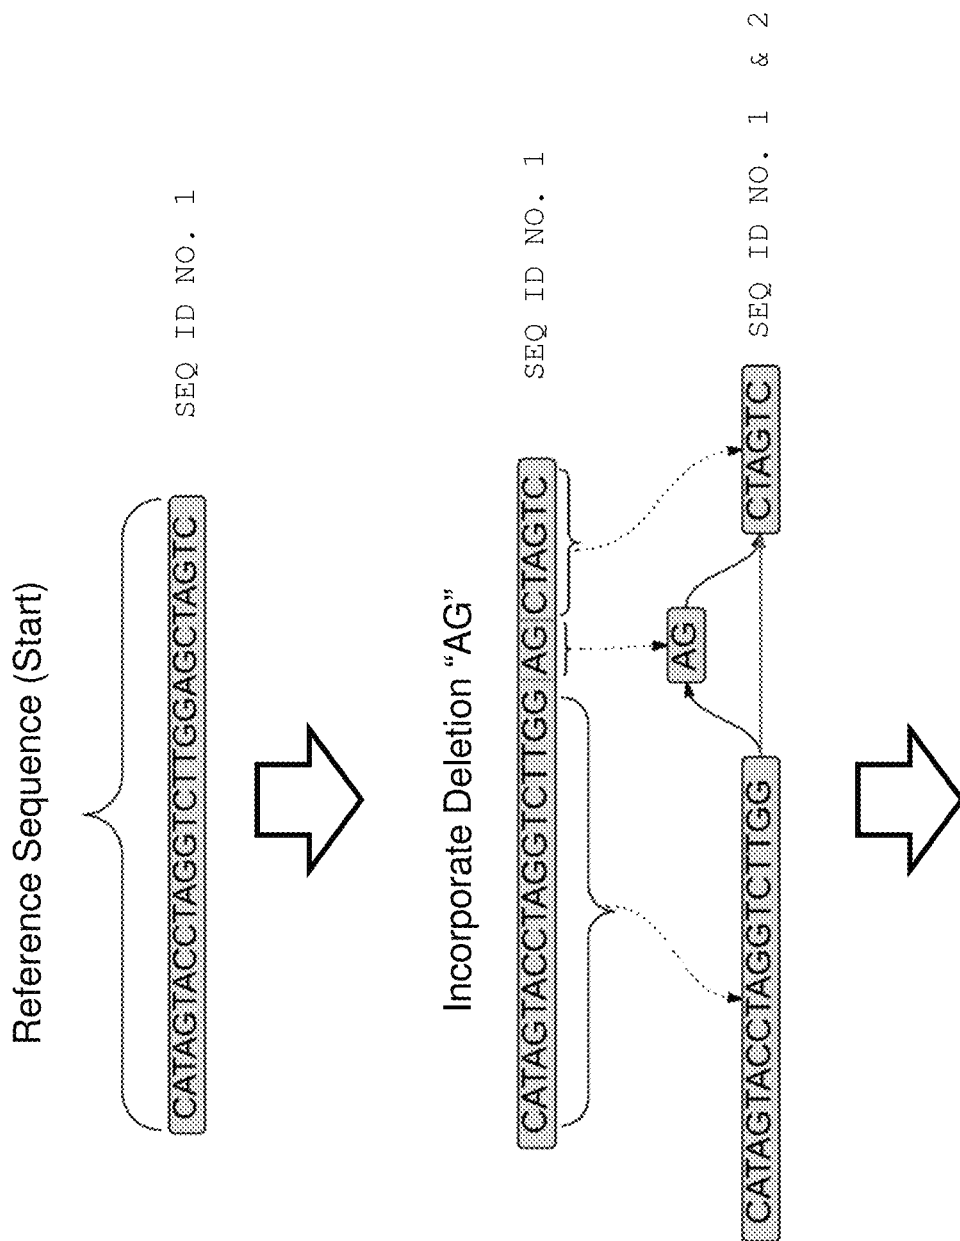 Reference Sequence (Start)
CATAGTACCTAGGTCTTGGAGCTAGTC SEQ ID NO. 1
Incorporate Deletion “AG”
CATAGTACCTAGGTCTTGG AG CTAGTC SEQ ID NO. 1
AG
CATAGTACCTAGGTCTTGG CTAGTC SEQ ID NO. 1 & 2